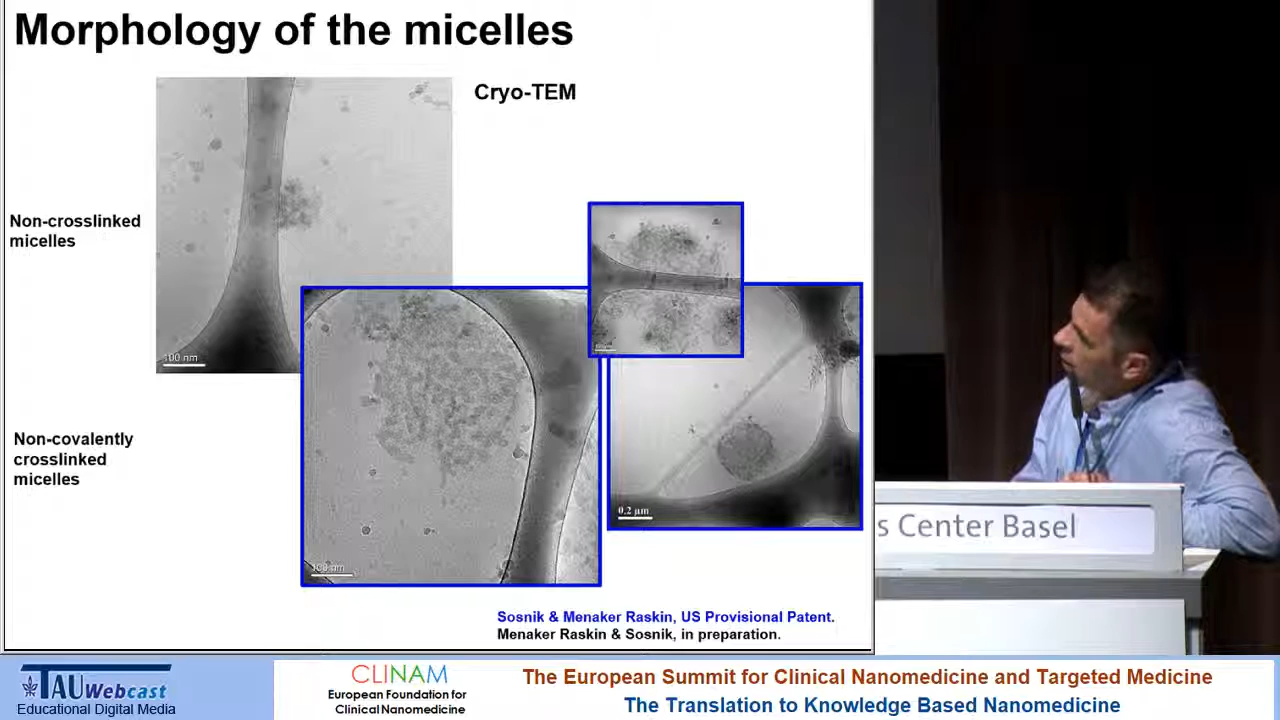 Morphology of the micelles
Cryo-TEM
Non-crosslinked
micelles
100 nm
Non-covalently
crosslinked
micelles
100 nm
0.2 µm
Sosnik & Menaker Raskin, US Provisional Patent.
Menaker Raskin & Sosnik, in preparation.
s Center Basel
TAUWebcast
Educational Digital Media
CLINAM
European Foundation for
Clinical Nanomedicine
The European Summit for Clinical Nanomedicine and Targeted Medicine
The Translation to Knowledge Based Nanomedicine